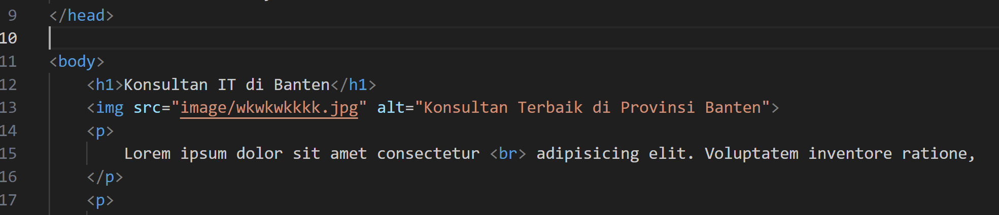 9 </head>
10
11 <body>
12 <h1>Konsultan IT di Banten</h1>
13 <img src="image/wkwkwkkkk.jpg" alt="Konsultan Terbaik di Provinsi Banten">
14 <p>
15 Lorem ipsum dolor sit amet consectetur <br> adipisicing elit. Voluptatem inventore ratione,
16 </p>
17 <p>